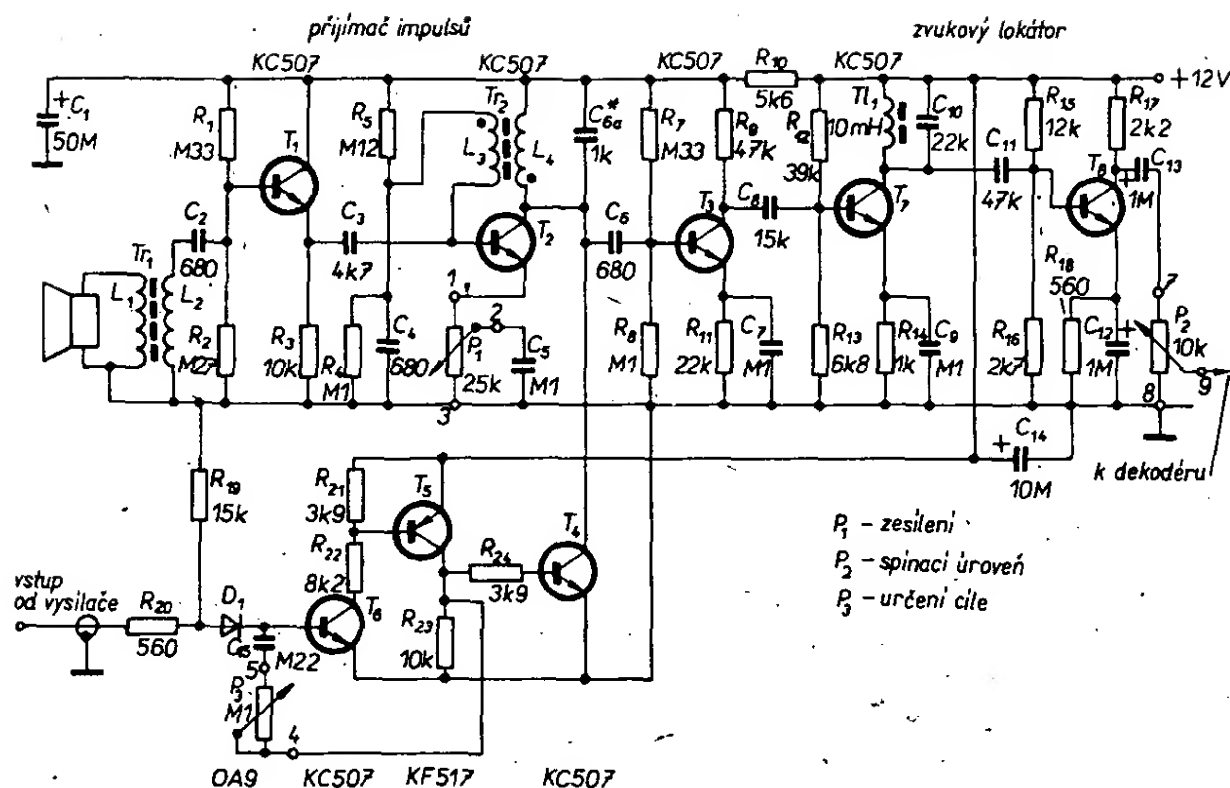 přijímač impulsů
zvukový lokátor
KC507
KC507
KC507
KC507
R10
5k6
+12V
+ C1
50M
R1
M33
T1
R5
M12
Tr2
L3
L4
C6a*
1k
R7
M33
R9
47k
R12
39k
Tl1
10mH
C10
22k
R15
12k
R17
2k2
C11
47k
T8
C13
+
1M
C2
680
Tr1
L1
L2
C3
4k7
T2
C6
680
T3
C8
15k
T7
R2
M27
R3
10k
R4
M1
C4
680
1
2
P1
25k
3
C5
M1
R8
M1
R11
22k
C7
M1
R13
6k8
R14
1k
C9
M1
R16
2k7
R18
560
C12
+
1M
7
P2
10k
8
9
+ C14
10M
k dekodéru
R19
15k
R21
3k9
T5
R22
8k2
T4
R24
3k9
P1 - zesílení
P2 - spínací úroveň
P3 - určení cíle
vstup
od vysílače
R20
560
D1
T6
C15
M22
R23
10k
5
P3
M1
4
OA9
KC507
KF517
KC507